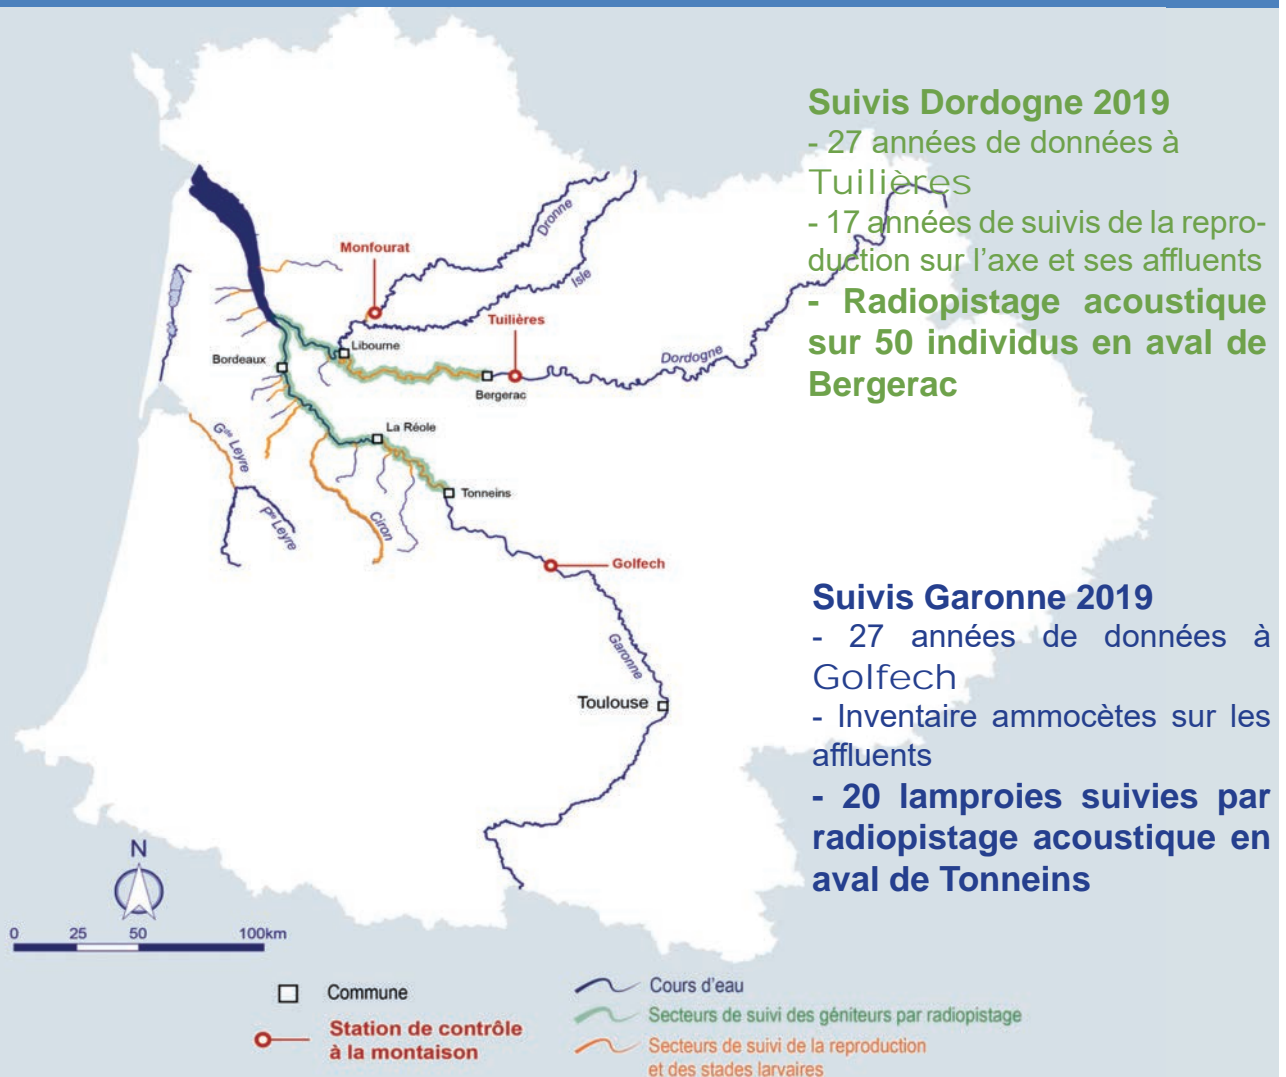 Suivis Dordogne 2019
- 27 années de données à
Tuilières
- 17 années de suivis de la repro-
duction sur l'axe et ses affluents
- Radiopistage acoustique
sur 50 individus en aval de
Bergerac
Dronne
Monfourat
Isle
Tuilières
Libourne
Bordeaux
Dordogne
Bergerac
La Réole
Gde Leyre
Tonneins
Pte Leyre
Ciron
Golfech
Garonne
Toulouse
Suivis Garonne 2019
- 27 années de données à
Golfech
- Inventaire ammocètes sur les
affluents
- 20 lamproies suivies par
radiopistage acoustique en
aval de Tonneins
N
0 25 50 100km
Commune
Station de contrôle
à la montaison
Cours d'eau
Secteurs de suivi des géniteurs par radiopistage
Secteurs de suivi de la reproduction
et des stades larvaires